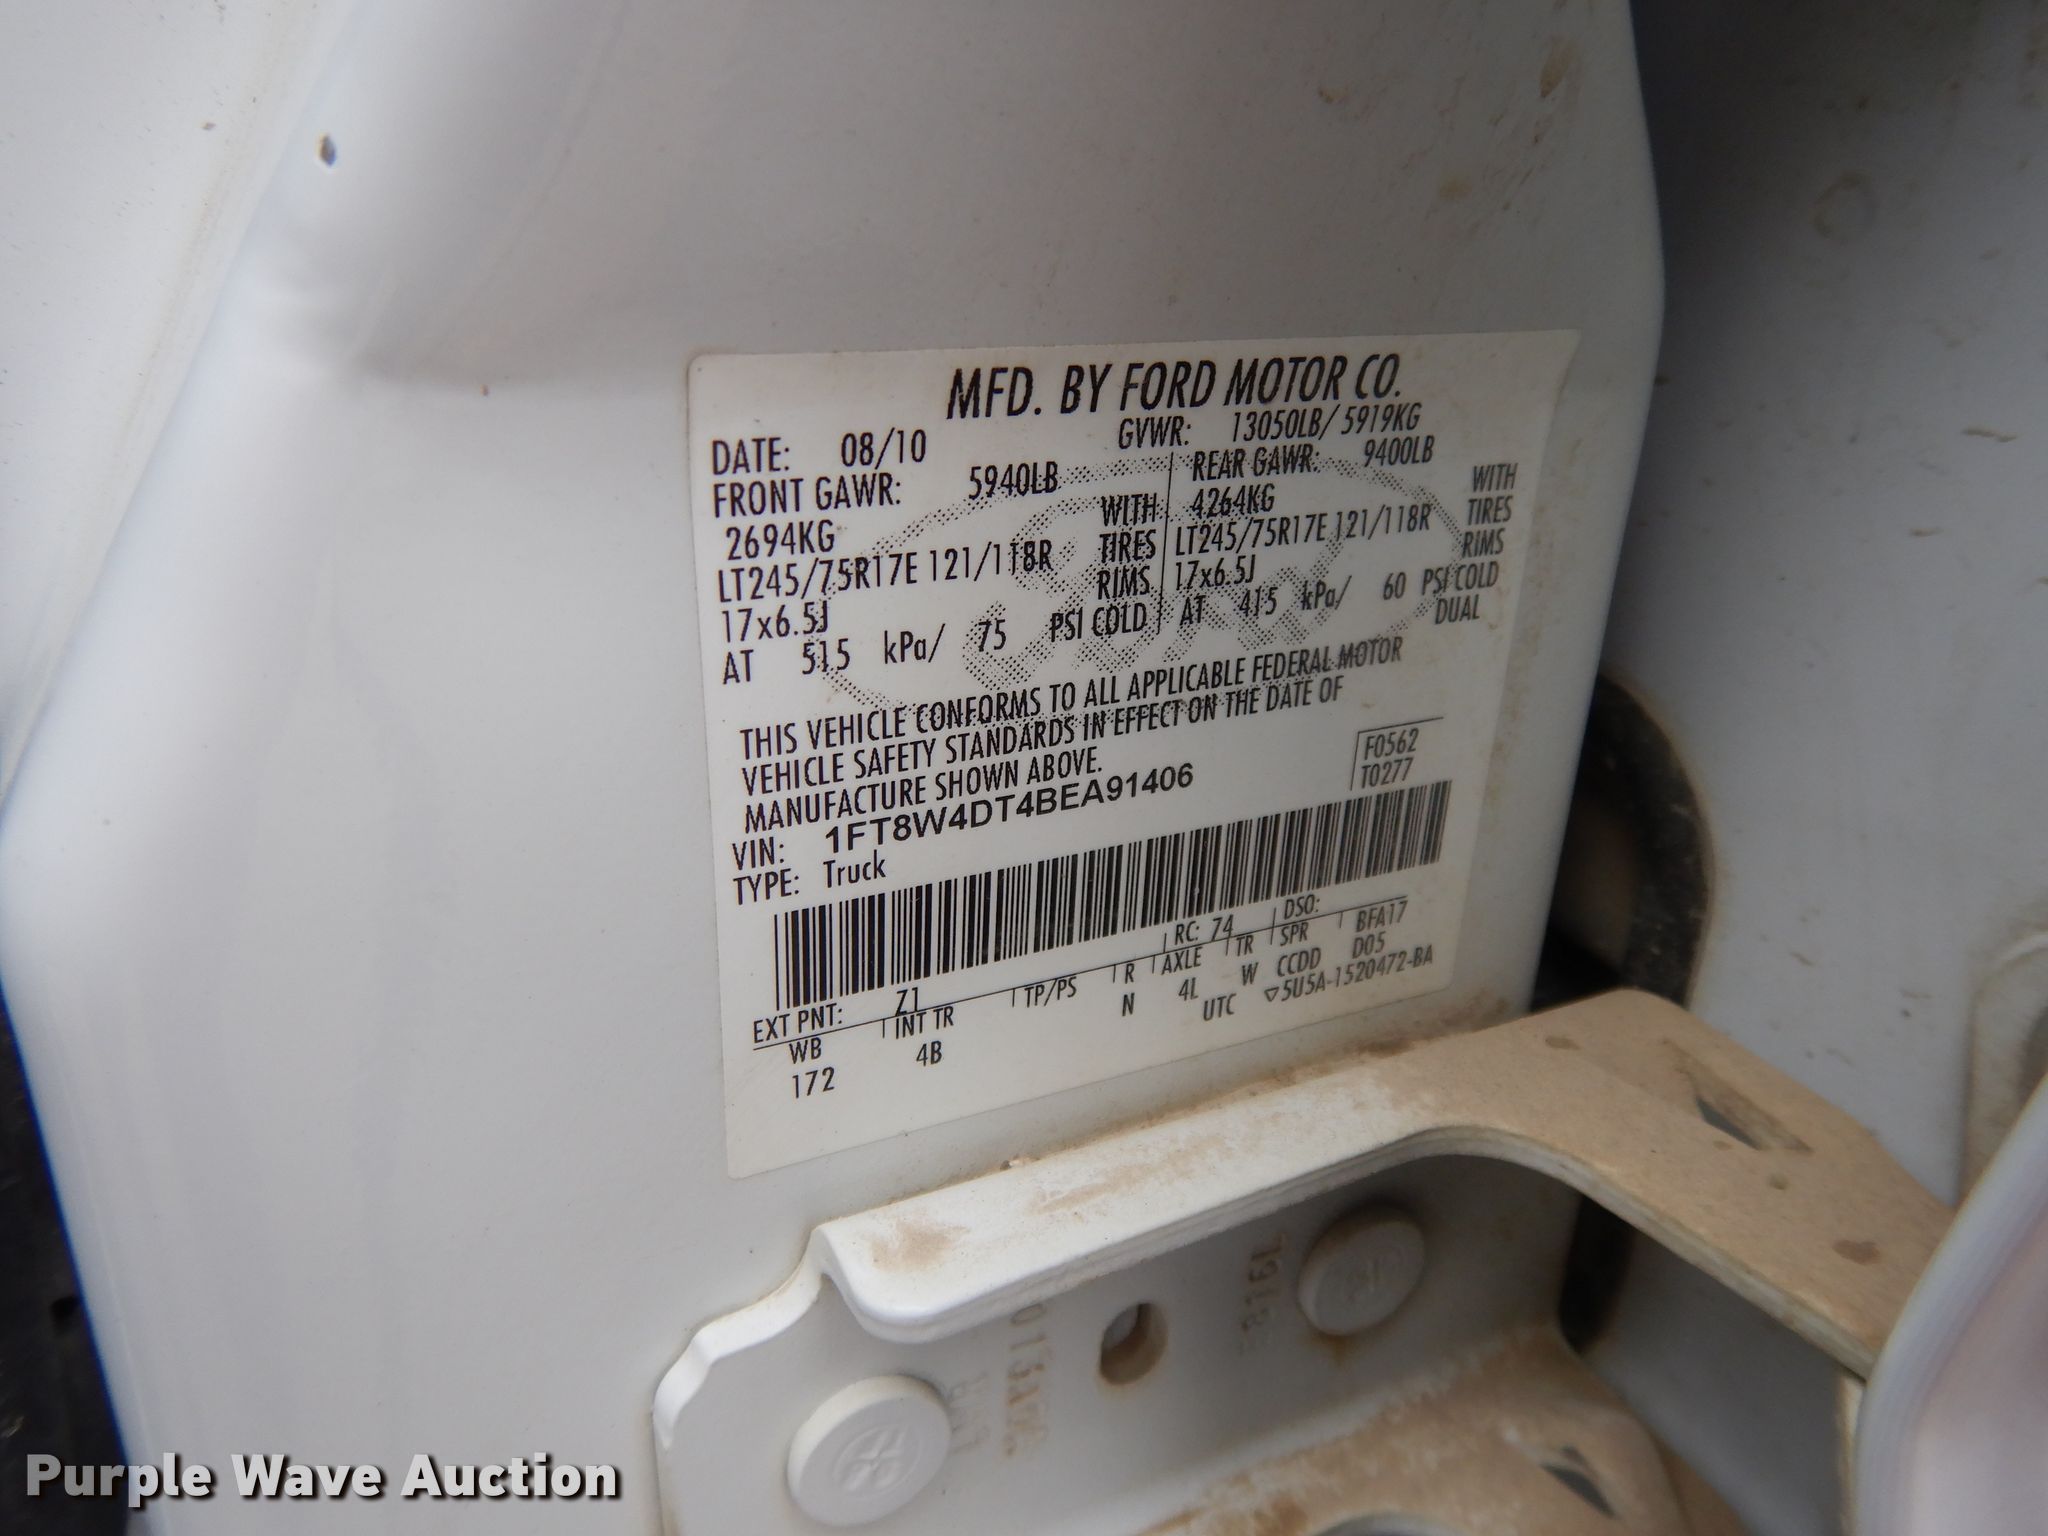 MFD. BY FORD MOTOR CO.
DATE: 08/10 GVWR: 13050LB/ 5919KG
FRONT GAWR: 5940LB REAR GAWR: 9400LB
2694KG WITH 4264KG WITH
LT245/75R17E 121/118R TIRES LT245/75R17E 121/118R TIRES
17x6.5J RIMS 17x6.5J RIMS
AT 515 kPa/ 75 PSI COLD AT 415 kPa/ 60 PSI COLD
DUAL
THIS VEHICLE CONFORMS TO ALL APPLICABLE FEDERAL MOTOR
VEHICLE SAFETY STANDARDS IN EFFECT ON THE DATE OF
MANUFACTURE SHOWN ABOVE.
F0562
T0277
VIN: 1FT8W4DT4BEA91406
TYPE: Truck
EXT PNT: Z1 RC: 74 DSO:
WB INT TR TP/PS R AXLE TR SPR BFA17
172 4B N 4L W CCDD D05
UTC ▽5U5A-1520472-BA
Purple Wave Auction